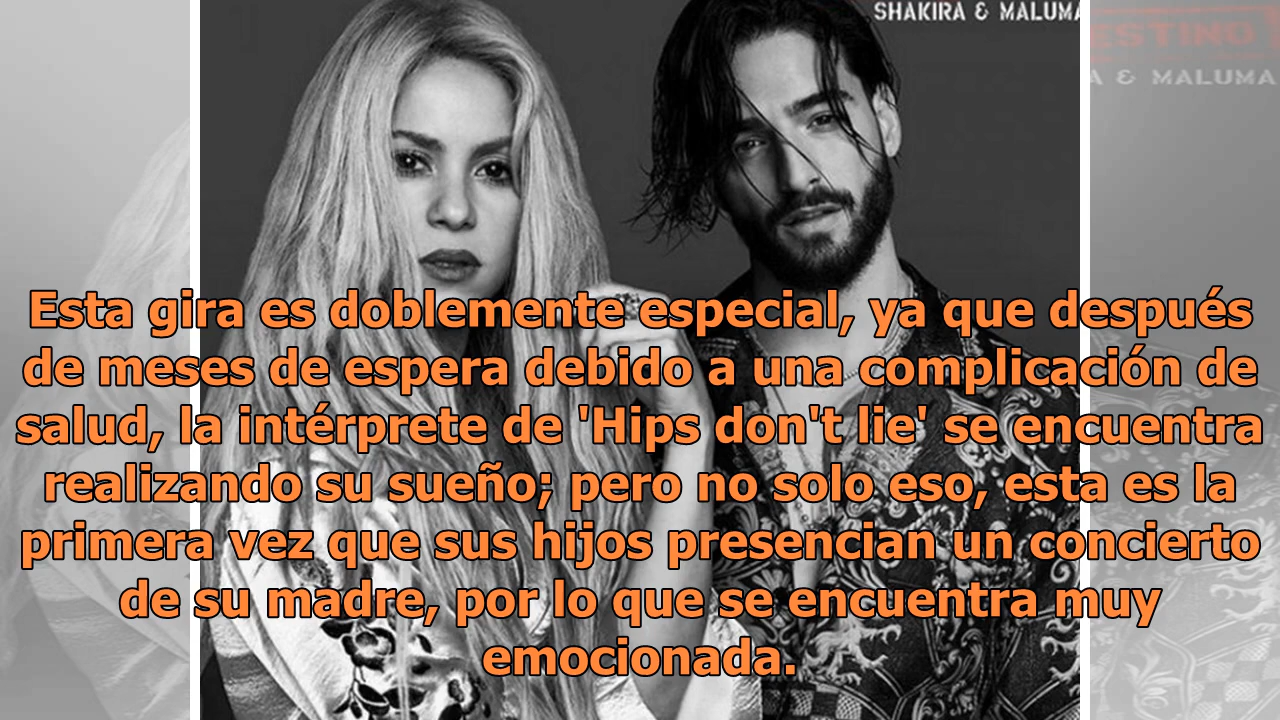 SHAKIRA & MALUMA
ESTINO
A & MALUMA
Esta gira es doblemente especial, ya que después
de meses de espera debido a una complicación de
salud, la intérprete de 'Hips don't lie' se encuentra
realizando su sueño; pero no solo eso, esta es la
primera vez que sus hijos presencian un concierto
de su madre, por lo que se encuentra muy
emocionada.